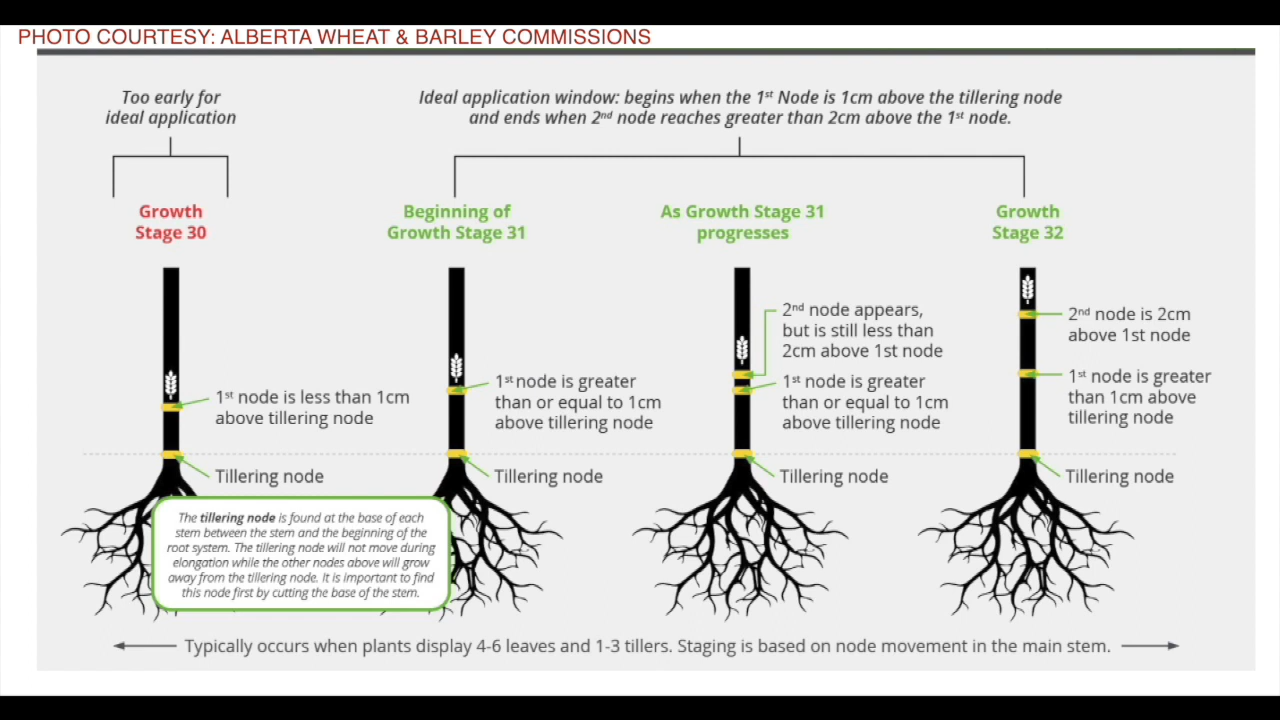 PHOTO COURTESY: ALBERTA WHEAT & BARLEY COMMISSIONS
Too early for
ideal application
Ideal application window: begins when the 1st Node is 1cm above the tillering node
and ends when 2nd node reaches greater than 2cm above the 1st node.
Growth
Stage 30
Beginning of
Growth Stage 31
As Growth Stage 31
progresses
Growth
Stage 32
1st node is less than 1cm
above tillering node
Tillering node
1st node is greater
than or equal to 1cm
above tillering node
Tillering node
2nd node appears,
but is still less than
2cm above 1st node
1st node is greater
than or equal to 1cm
above tillering node
Tillering node
2nd node is 2cm
above 1st node
1st node is greater
than 1cm above
tillering node
Tillering node
The tillering node is found at the base of each
stem between the stem and the beginning of the
root system. The tillering node will not move during
elongation while the other nodes above will grow
away from the tillering node. It is important to find
this node first by cutting the base of the stem.
Typically occurs when plants display 4-6 leaves and 1-3 tillers. Staging is based on node movement in the main stem.